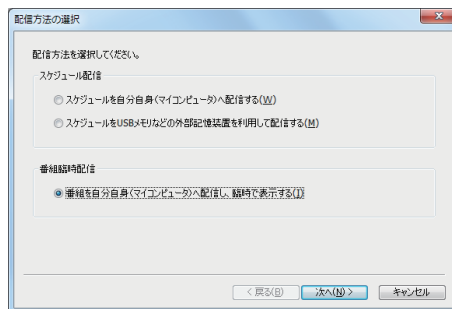 配信方法の選択
配信方法を選択してください。
スケジュール配信
スケジュールを自分自身(マイコンピュータ)へ配信する(W)
スケジュールをUSBメモリなどの外部記憶装置を利用して配信する(M)
番組臨時配信
番組を自分自身(マイコンピュータ)へ配信し、臨時で表示する(I)
< 戻る(B) 次へ(N) > キャンセル